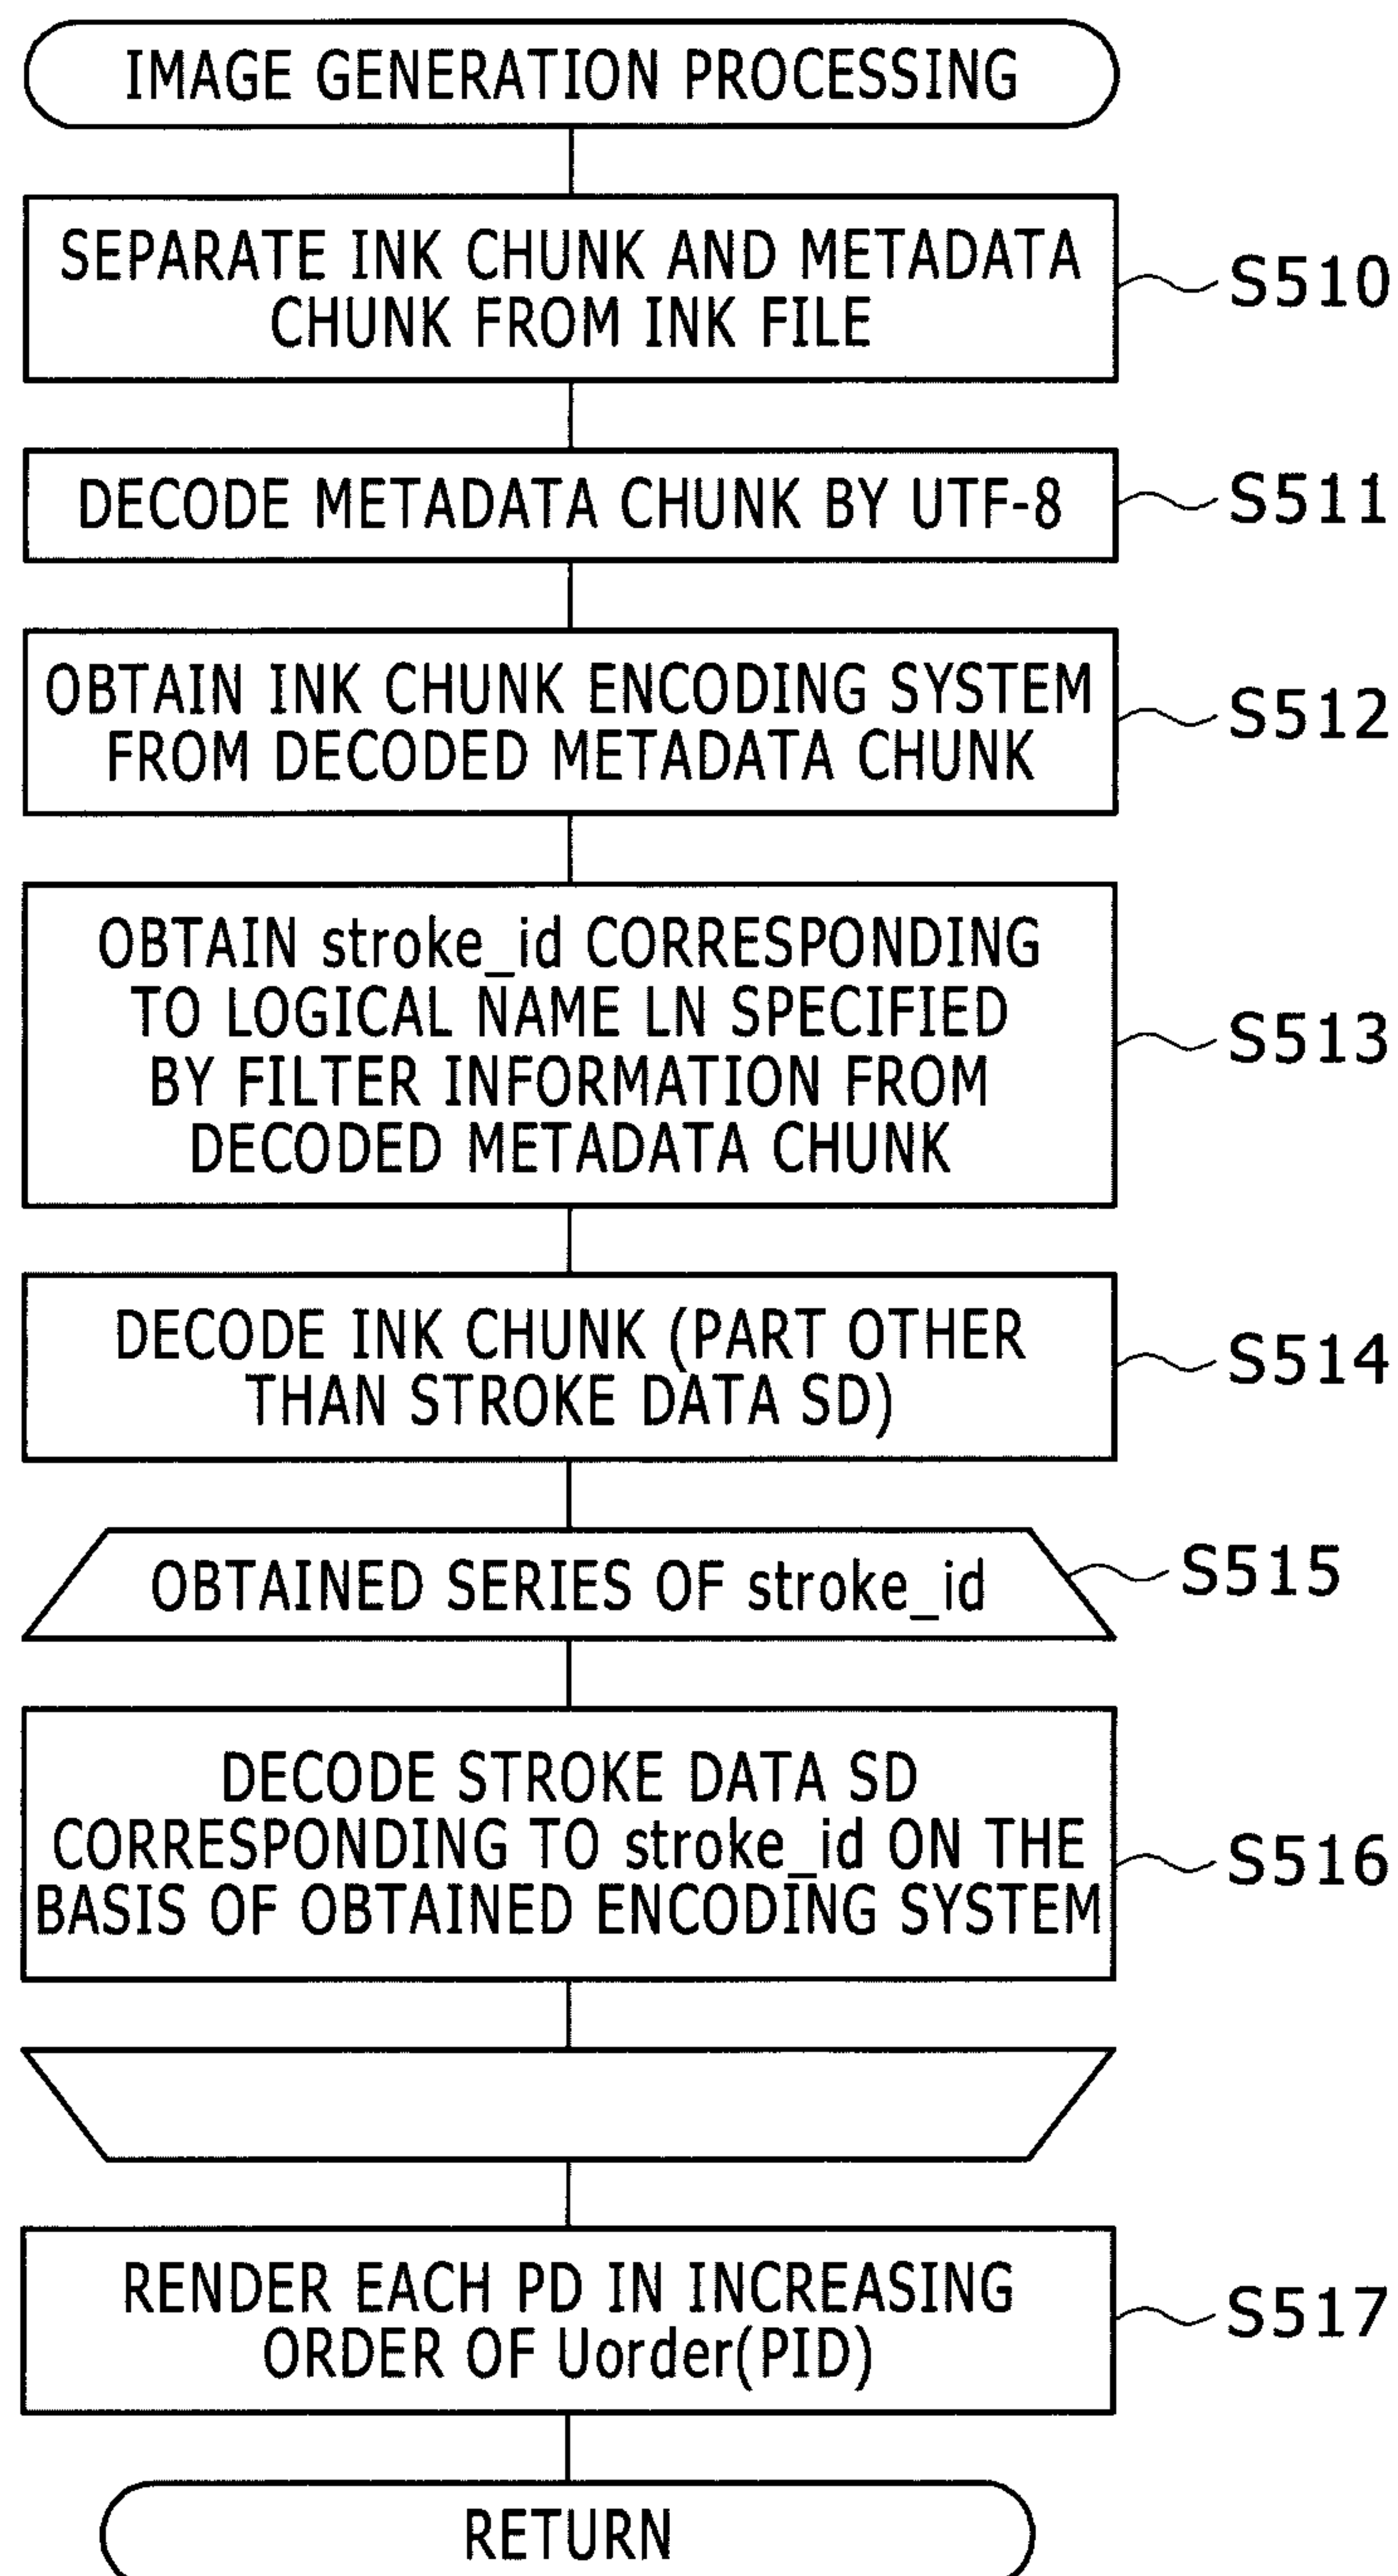 IMAGE GENERATION PROCESSING
SEPARATE INK CHUNK AND METADATA
CHUNK FROM INK FILE
S510
DECODE METADATA CHUNK BY UTF-8
S511
OBTAIN INK CHUNK ENCODING SYSTEM
FROM DECODED METADATA CHUNK
S512
OBTAIN stroke_id CORRESPONDING
TO LOGICAL NAME LN SPECIFIED
BY FILTER INFORMATION FROM
DECODED METADATA CHUNK
S513
DECODE INK CHUNK (PART OTHER
THAN STROKE DATA SD)
S514
OBTAINED SERIES OF stroke_id
S515
DECODE STROKE DATA SD
CORRESPONDING TO stroke_id ON THE
BASIS OF OBTAINED ENCODING SYSTEM
S516
RENDER EACH PD IN INCREASING
ORDER OF Uorder(PID)
S517
RETURN